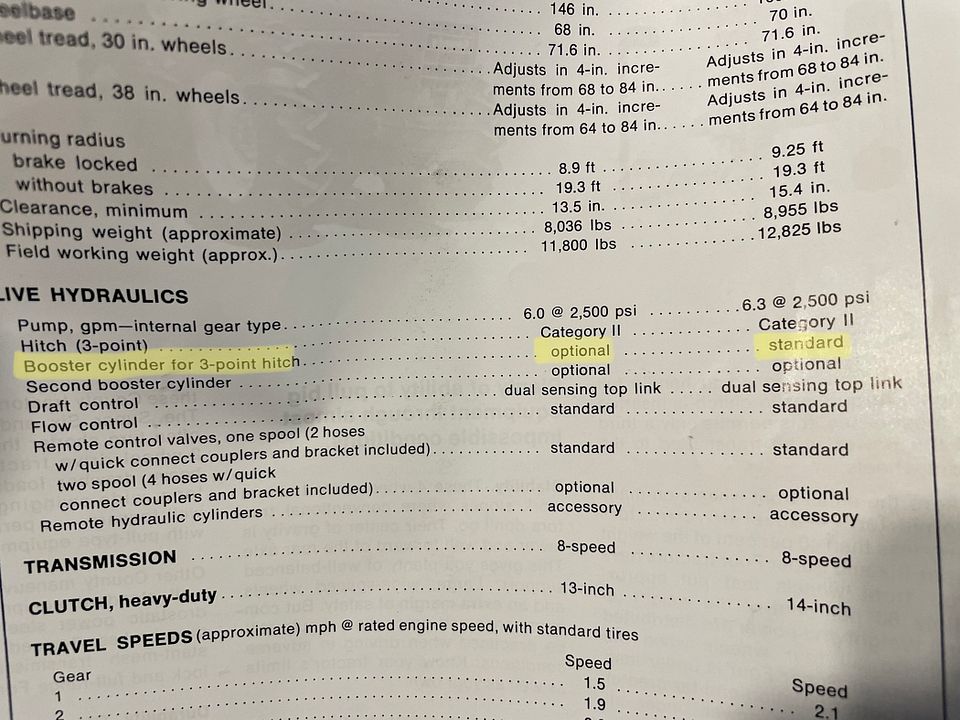 wheel 146 in.
eelbase 68 in. 70 in.
eel tread, 30 in. wheels 71.6 in. 71.6 in.
Adjusts in 4-in. incre- Adjusts in 4-in. incre-
ments from 68 to 84 in. ments from 68 to 84 in.
heel tread, 38 in. wheels Adjusts in 4-in. incre- Adjusts in 4-in. incre-
ments from 64 to 84 in. ments from 64 to 84 in.
urning radius
brake locked 8.9 ft 9.25 ft
without brakes 19.3 ft 19.3 ft
Clearance, minimum 13.5 in. 15.4 in.
Shipping weight (approximate) 8,036 lbs 8,955 lbs
Field working weight (approx.) 11,800 lbs 12,825 lbs
LIVE HYDRAULICS
Pump, gpm—internal gear type 6.0 @ 2,500 psi 6.3 @ 2,500 psi
Hitch (3-point) Category II Category II
Booster cylinder for 3-point hitch optional standard
Second booster cylinder optional optional
Draft control dual sensing top link dual sensing top link
Flow control standard standard
Remote control valves, one spool (2 hoses
w/quick connect couplers and bracket included) standard standard
two spool (4 hoses w/quick
connect couplers and bracket included) optional optional
Remote hydraulic cylinders accessory accessory
TRANSMISSION 8-speed 8-speed
CLUTCH, heavy-duty 13-inch 14-inch
TRAVEL SPEEDS (approximate) mph @ rated engine speed, with standard tires
Gear Speed Speed
1 1.5 2.1
2 1.9